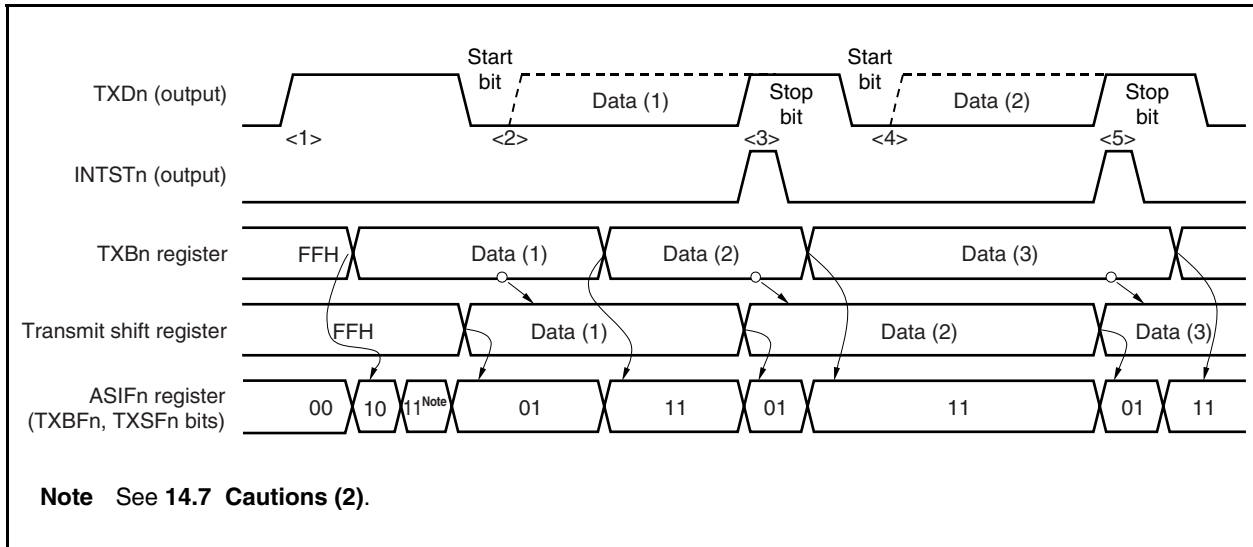 Start
bit
Start
bit
TXDn (output)
Data (1)
Stop
bit
Data (2)
Stop
bit
<1>
<2>
<3>
<4>
<5>
INTSTn (output)
TXBn register
FFH
Data (1)
Data (2)
Data (3)
Transmit shift register
FFH
Data (1)
Data (2)
Data (3)
ASIFn register
(TXBFn, TXSFn bits)
00
10
11Note
01
11
01
11
01
11
Note See 14.7 Cautions (2).